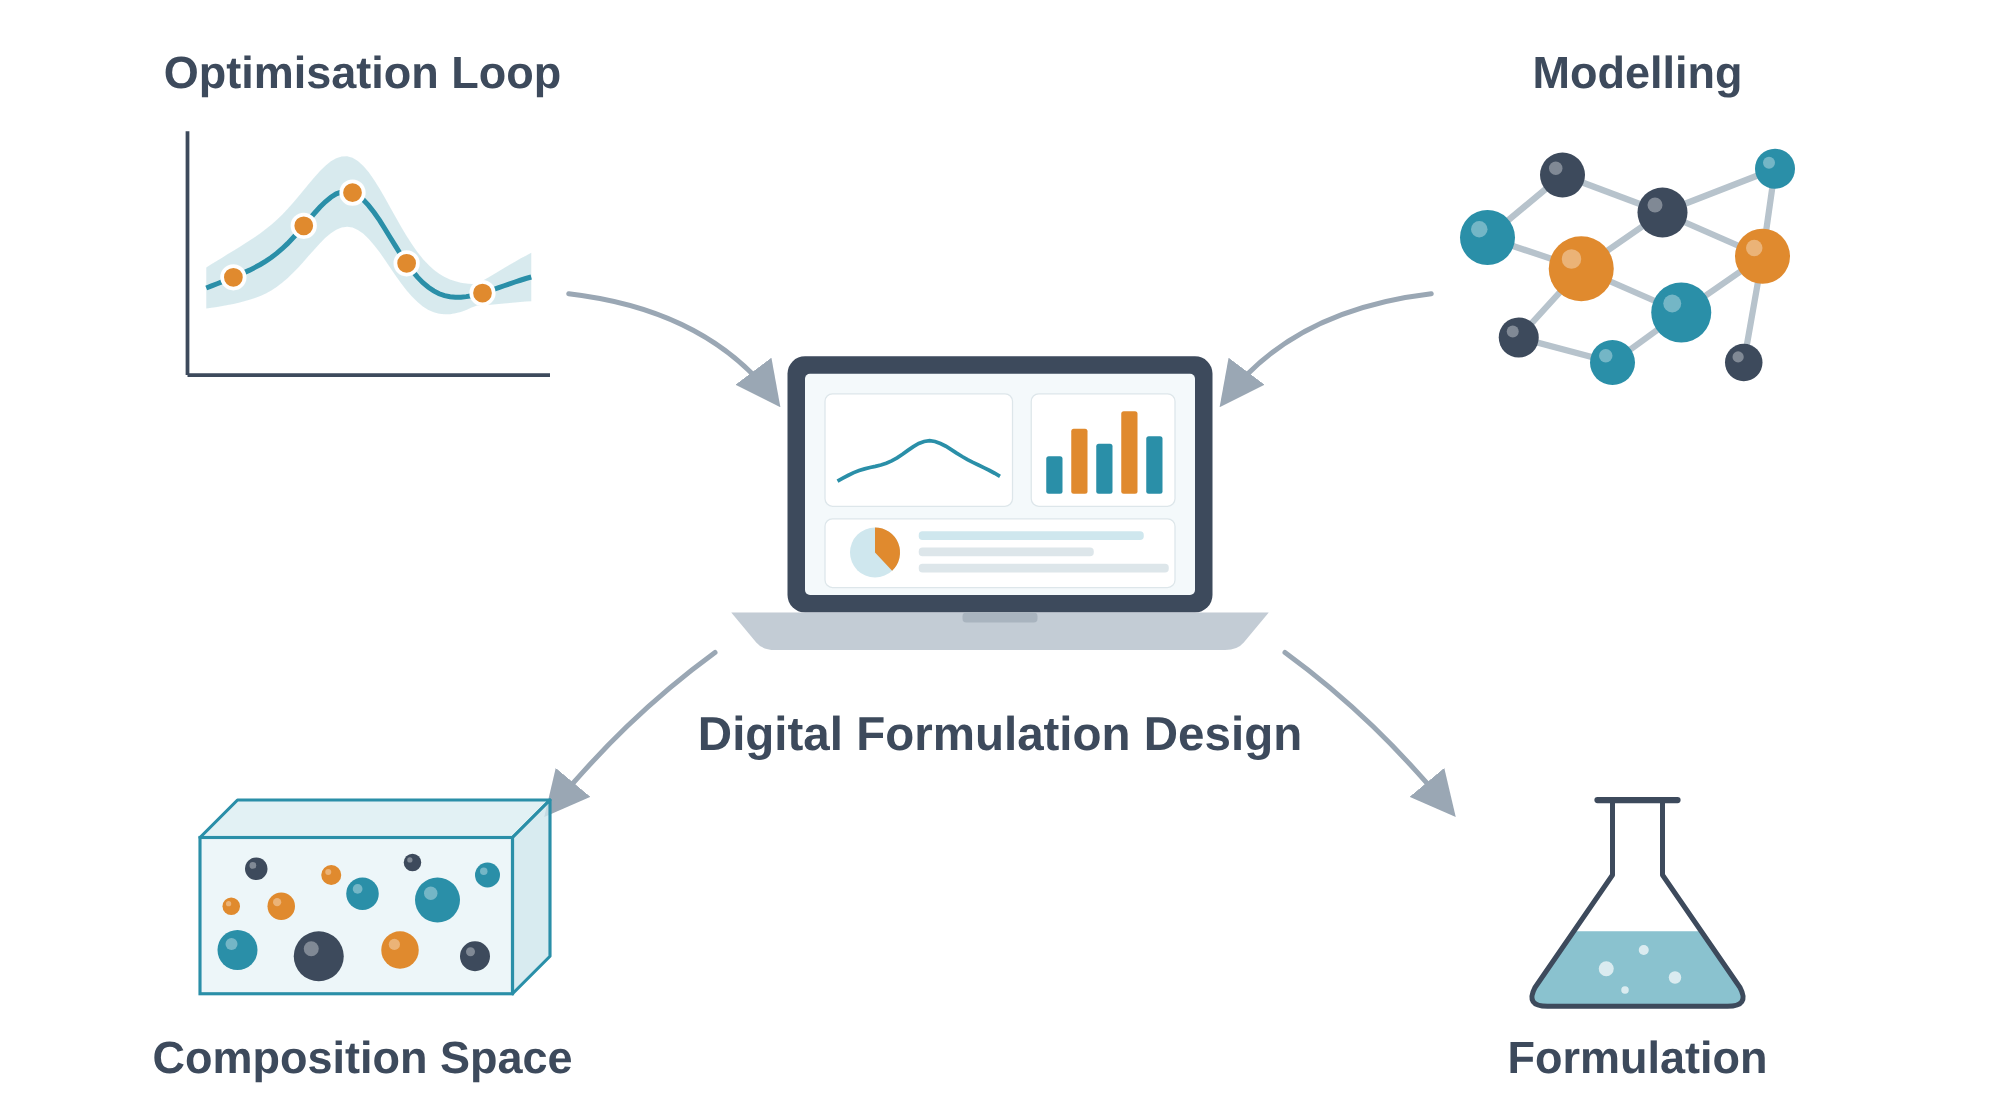 Optimisation Loop
Modelling
Digital Formulation Design
Composition Space
Formulation